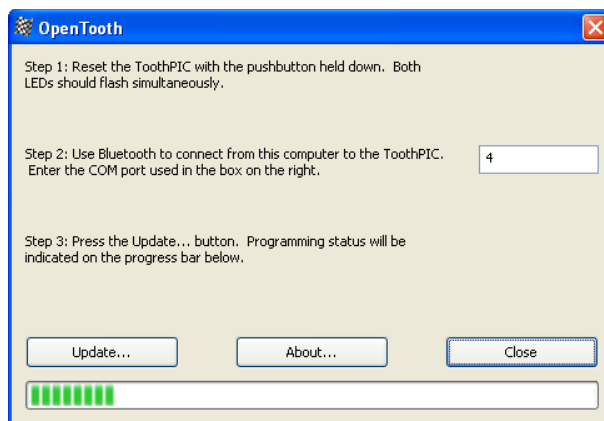 OpenTooth
Step 1: Reset the ToothPIC with the pushbutton held down. Both
LEDs should flash simultaneously.
Step 2: Use Bluetooth to connect from this computer to the ToothPIC.
Enter the COM port used in the box on the right.
4
Step 3: Press the Update... button. Programming status will be
indicated on the progress bar below.
Update...
About...
Close